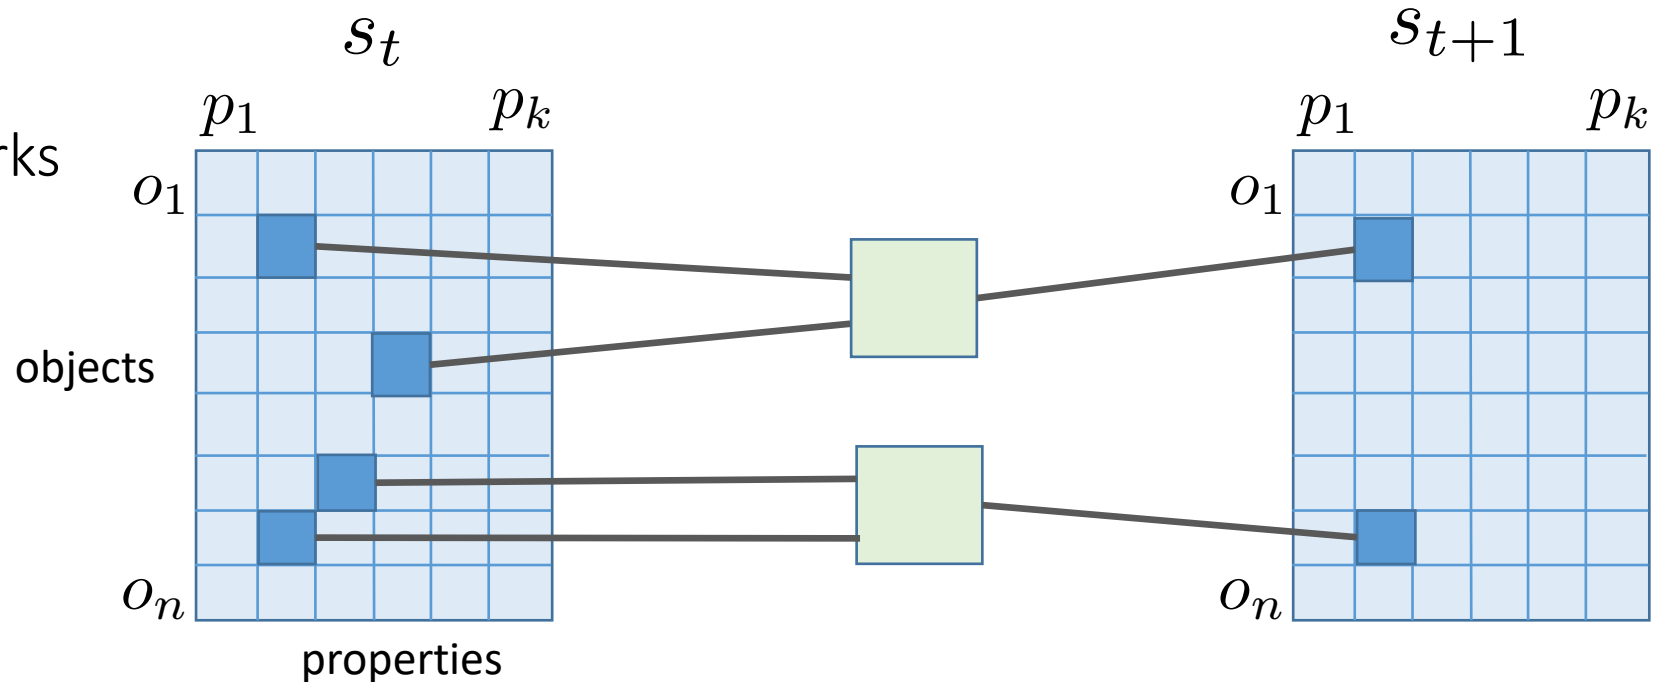 s_t
s_{t+1}
p_1 p_k
p_1 p_k
rks
o_1
o_1
objects
o_n
o_n
properties